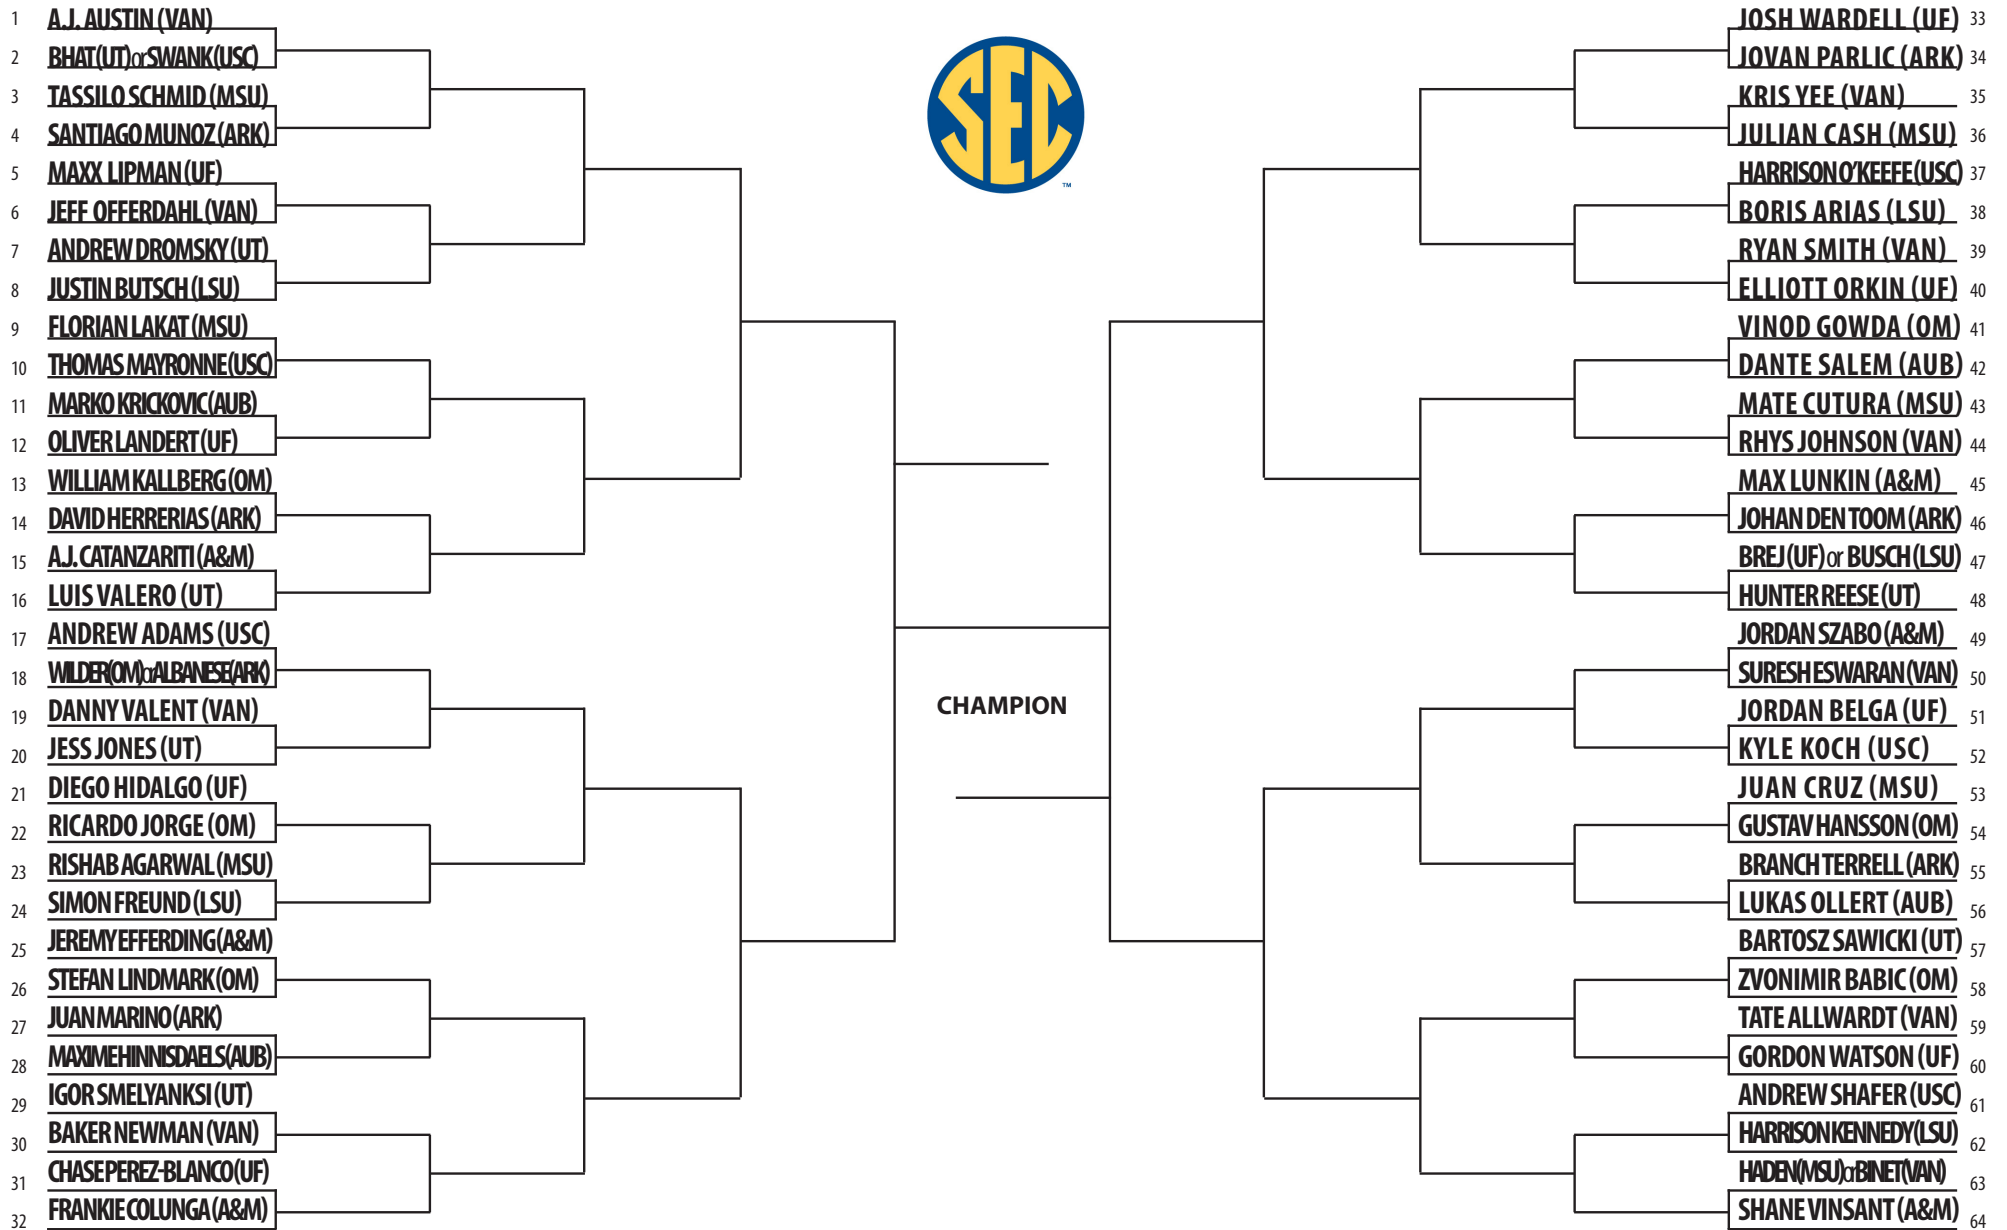 1 A.J. AUSTIN (VAN)
2 BHAT (UT) or SWANK (USC)
3 TASSILO SCHMID (MSU)
4 SANTIAGO MUNOZ (ARK)
5 MAXX LIPMAN (UF)
6 JEFF OFFERDAHL (VAN)
7 ANDREW DROMSKY (UT)
8 JUSTIN BUTSCH (LSU)
9 FLORIAN LAKAT (MSU)
10 THOMAS MAYRONNE (USC)
11 MARKO KRICKOVIC (AUB)
12 OLIVER LANDERT (UF)
13 WILLIAM KALLBERG (OM)
14 DAVID HERRERIAS (ARK)
15 A.J. CATANZARITI (A&M)
16 LUIS VALERO (UT)
17 ANDREW ADAMS (USC)
18 WILDER (OM) or ALBANESE (ARK)
19 DANNY VALENT (VAN)
20 JESS JONES (UT)
21 DIEGO HIDALGO (UF)
22 RICARDO JORGE (OM)
23 RISHAB AGARWAL (MSU)
24 SIMON FREUND (LSU)
25 JEREMY EFFERDING (A&M)
26 STEFAN LINDMARK (OM)
27 JUAN MARINO (ARK)
28 MAXIME HINNISDAELS (AUB)
29 IGOR SMELYANKSI (UT)
30 BAKER NEWMAN (VAN)
31 CHASE PEREZ-BLANCO (UF)
32 FRANKIE COLUNGA (A&M)
SEC
TM
CHAMPION
JOSH WARDELL (UF) 33
JOVAN PARLIC (ARK) 34
KRIS YEE (VAN) 35
JULIAN CASH (MSU) 36
HARRISON O'KEEFE (USC) 37
BORIS ARIAS (LSU) 38
RYAN SMITH (VAN) 39
ELLIOTT ORKIN (UF) 40
VINOD GOWDA (OM) 41
DANTE SALEM (AUB) 42
MATE CUTURA (MSU) 43
RHYS JOHNSON (VAN) 44
MAX LUNKIN (A&M) 45
JOHAN DEN TOOM (ARK) 46
BREJ (UF) or BUSCH (LSU) 47
HUNTER REESE (UT) 48
JORDAN SZABO (A&M) 49
SURESH ESWARAN (VAN) 50
JORDAN BELGA (UF) 51
KYLE KOCH (USC) 52
JUAN CRUZ (MSU) 53
GUSTAV HANSSON (OM) 54
BRANCH TERRELL (ARK) 55
LUKAS OLLERT (AUB) 56
BARTOSZ SAWICKI (UT) 57
ZVONIMIR BABIC (OM) 58
TATE ALLWARDT (VAN) 59
GORDON WATSON (UF) 60
ANDREW SHAFER (USC) 61
HARRISON KENNEDY (LSU) 62
HADEN (MSU) or BINET (VAN) 63
SHANE VINSANT (A&M) 64